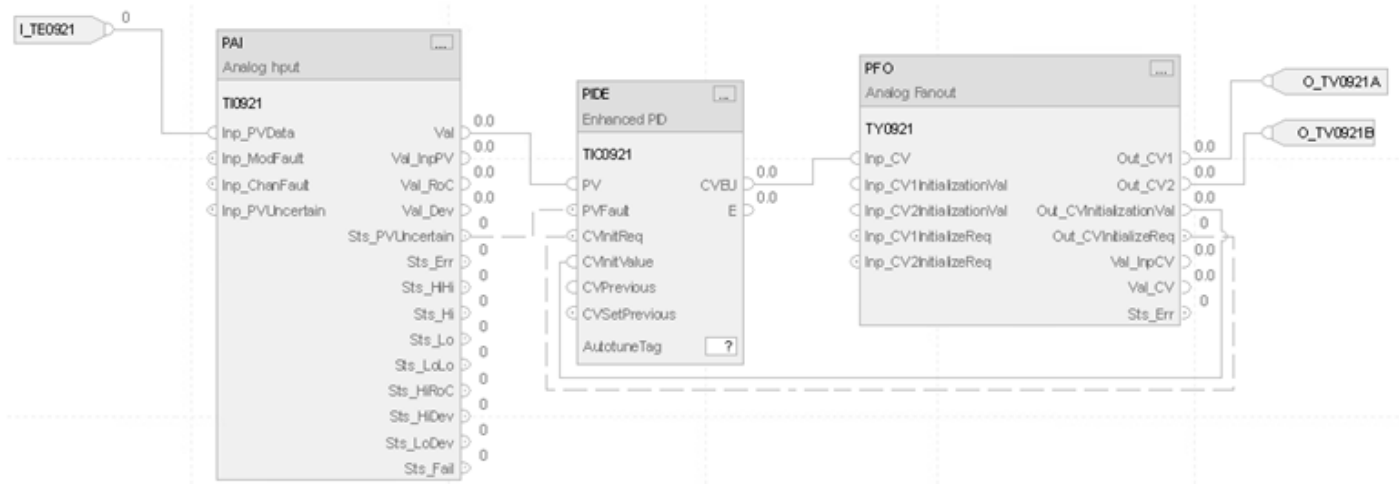 I_TE0921
0
PAI
...
Analog Input
TI0921
Inp_PVData
Inp_ModFault
Inp_ChanFault
Inp_PVUncertain
Val
0.0
Val_InpPV
0.0
Val_RoC
0.0
Val_Dev
0.0
Sts_PVUncertain
0
Sts_Err
0
Sts_HiHi
0
Sts_Hi
0
Sts_Lo
0
Sts_LoLo
0
Sts_HiRoC
0
Sts_HiDev
0
Sts_LoDev
0
Sts_Fail
0
PIDE
...
Enhanced PID
TIC0921
PV
PVFault
CVInitReq
CVInitValue
CVPrevious
CVSetPrevious
AutotuneTag
?
CVEU
0.0
E
0.0
PFO
...
Analog Fanout
TY0921
Inp_CV
Inp_CV1InitializationVal
Inp_CV2InitializationVal
Inp_CV1InitializeReq
Inp_CV2InitializeReq
Out_CV1
0.0
Out_CV2
0.0
Out_CVInitializationVal
0.0
Out_CVInitializeReq
0
Val_InpCV
0.0
Val_CV
0.0
Sts_Err
0
O_TV0921A
O_TV0921B